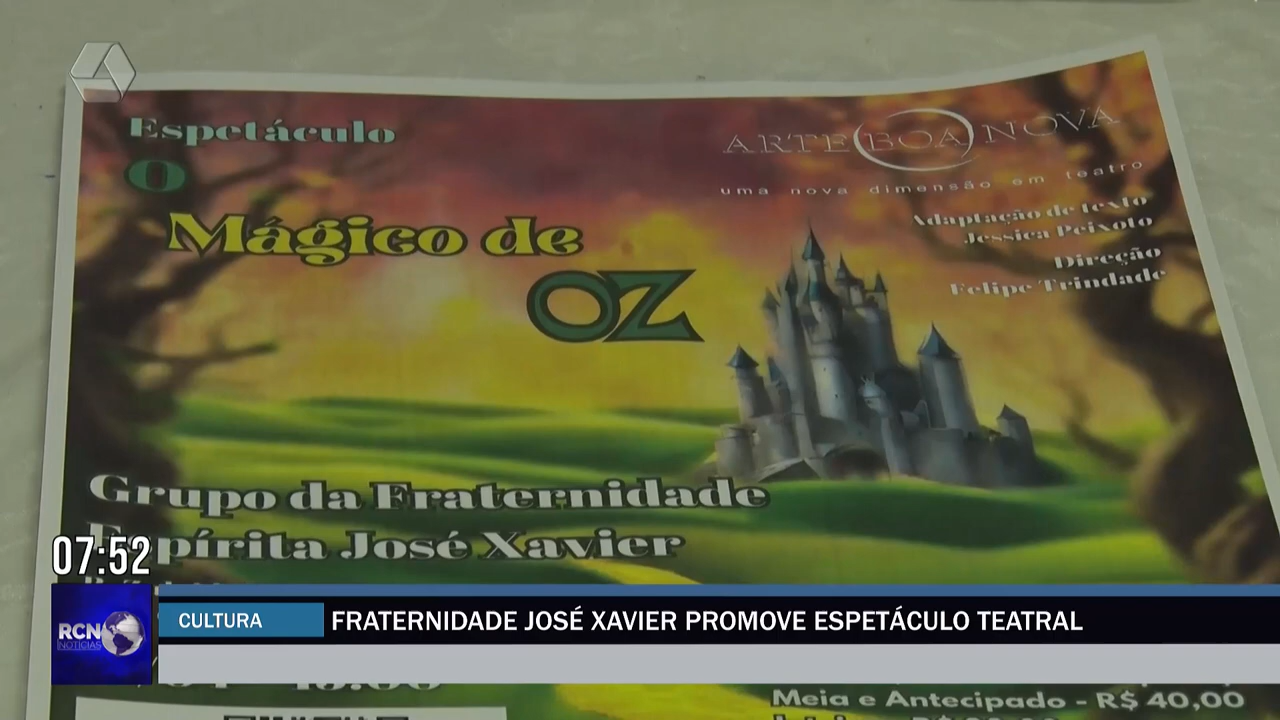 Espetáculo
O
Mágico de
OZ
ARTE BOA NOVA
uma nova dimensão em teatro
Adaptação de texto
Jessica Peixoto
Direção
Felipe Trindade
Grupo da Fraternidade
Espírita José Xavier
07:52
RCN
NOTÍCIAS
CULTURA
FRATERNIDADE JOSÉ XAVIER PROMOVE ESPETÁCULO TEATRAL
Meia e Antecipado - R$ 40,00